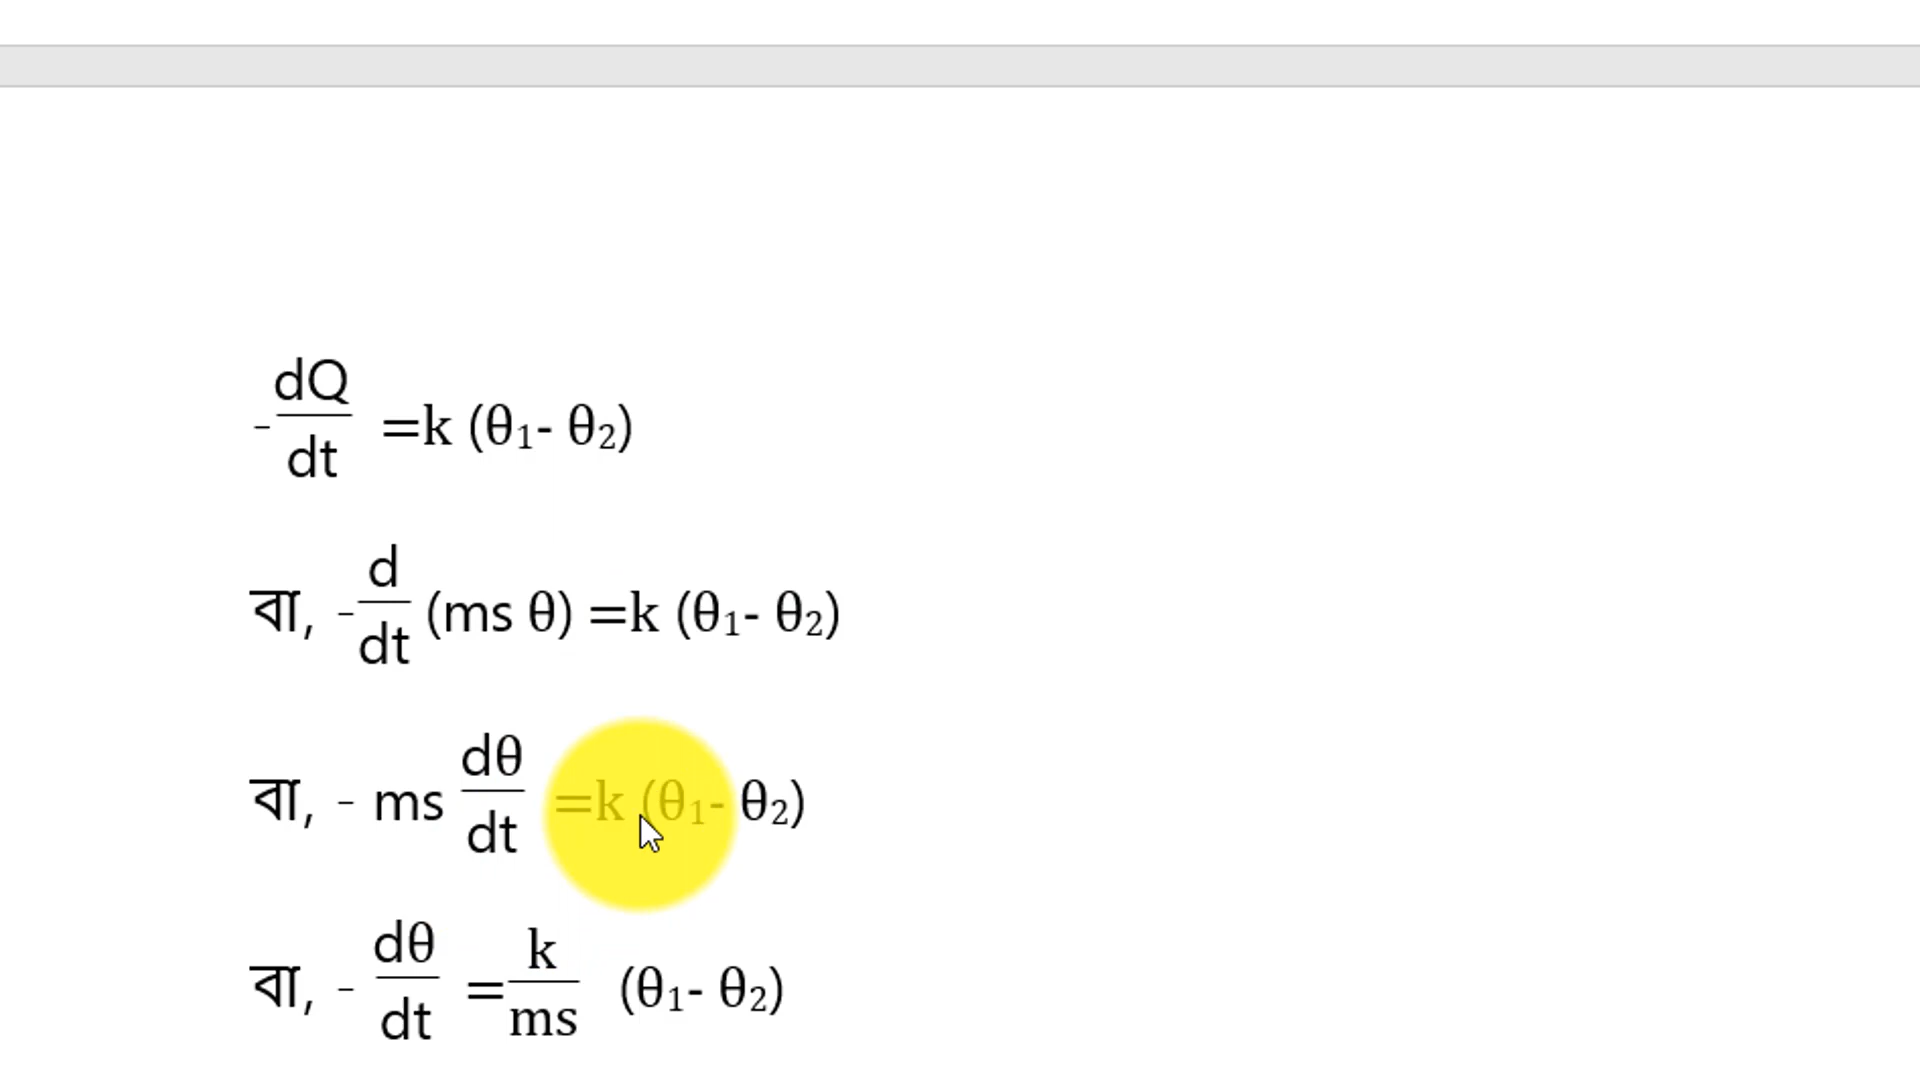 -dQ/dt =k (θ₁- θ₂)
বা, -d/dt (ms θ) =k (θ₁- θ₂)
বা, - ms dθ/dt =k (θ₁- θ₂)
বা, - dθ/dt =k/ms (θ₁- θ₂)